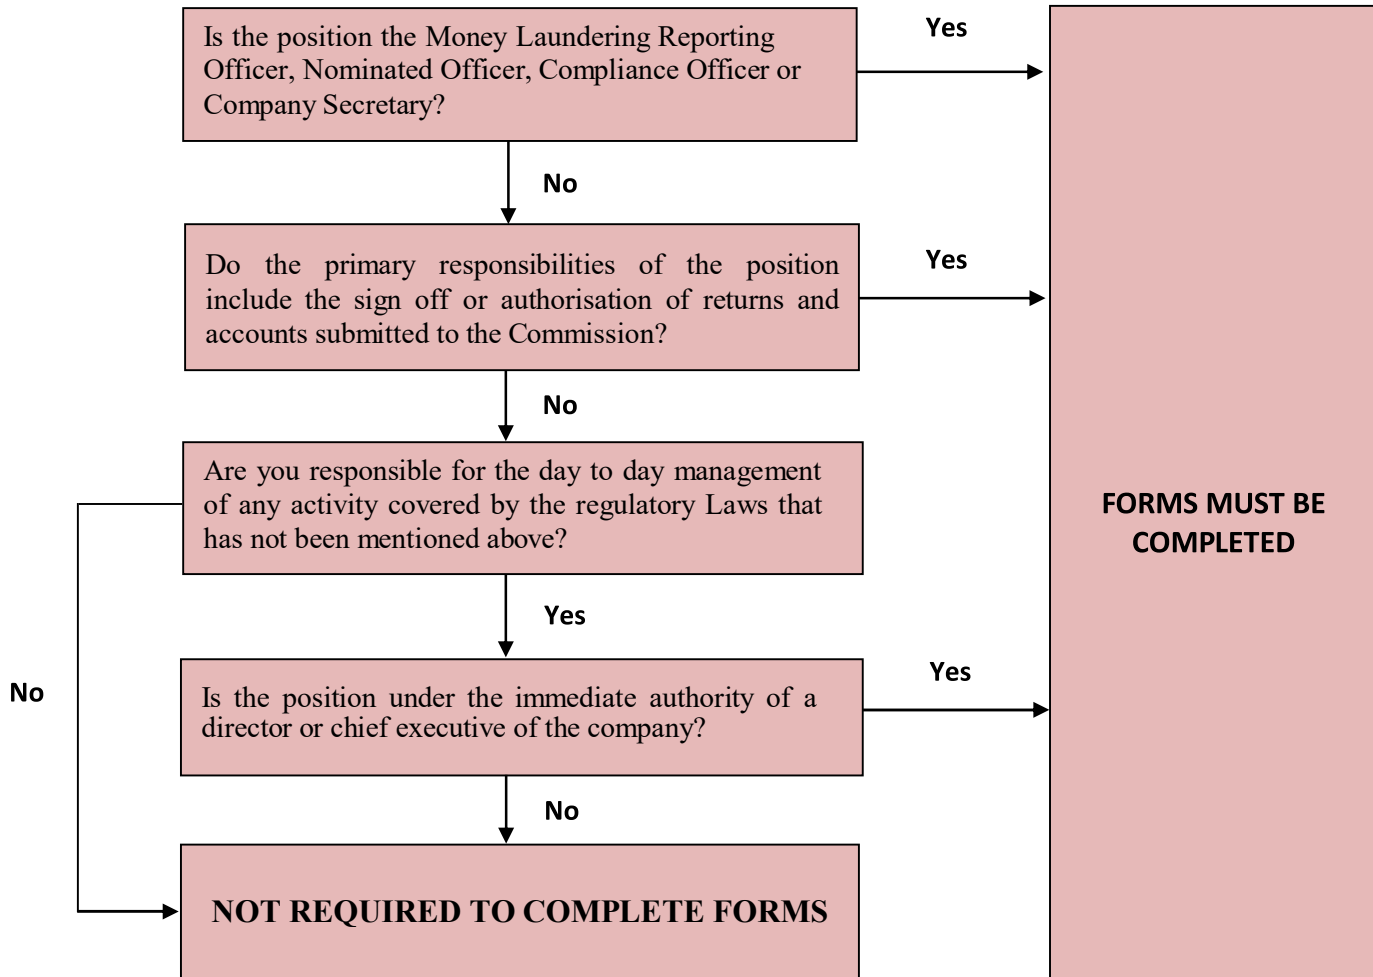 Is the position the Money Laundering Reporting
Officer, Nominated Officer, Compliance Officer or
Company Secretary?
Yes
No
Do the primary responsibilities of the position
include the sign off or authorisation of returns and
accounts submitted to the Commission?
Yes
No
Are you responsible for the day to day management
of any activity covered by the regulatory Laws that
has not been mentioned above?
Yes
No
Is the position under the immediate authority of a
director or chief executive of the company?
Yes
No
NOT REQUIRED TO COMPLETE FORMS
FORMS MUST BE
COMPLETED